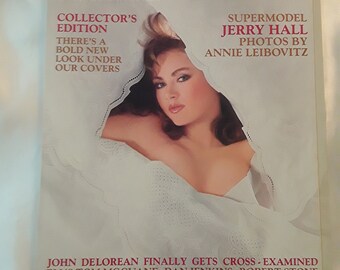 COLLECTOR'S
EDITION
THERE'S A
BOLD NEW
LOOK UNDER
OUR COVERS
SUPERMODEL
JERRY HALL
PHOTOS BY
ANNIE LEIBOVITZ
JOHN DELOREAN FINALLY GETS CROSS-EXAMINED